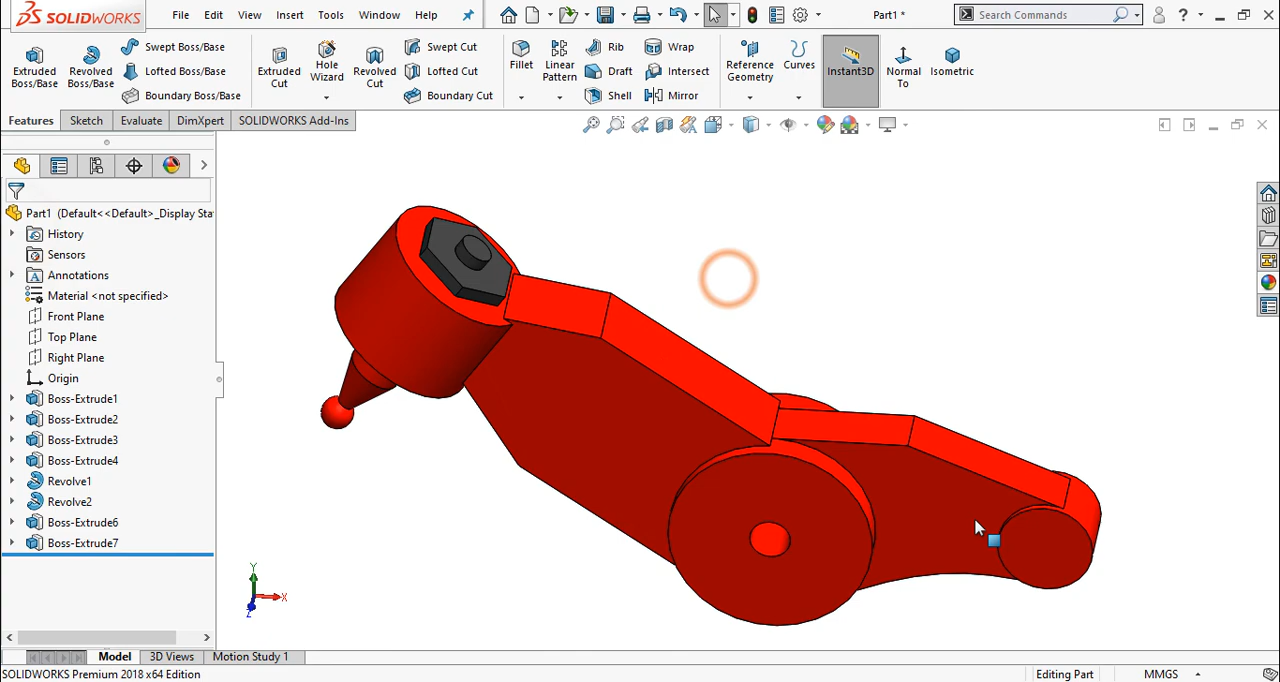 SOLIDWORKS File Edit View Insert Tools Window Help Part1 * Search Commands ?
Extruded Boss/Base Revolved Boss/Base Swept Boss/Base Lofted Boss/Base Boundary Boss/Base Extruded Cut Hole Wizard Revolved Cut Swept Cut Lofted Cut Boundary Cut Fillet Linear Pattern Rib Draft Shell Wrap Intersect Mirror Reference Geometry Curves Instant3D Normal To Isometric
Features Sketch Evaluate DimXpert SOLIDWORKS Add-Ins
Part1 (Default<<Default>_Display Sta
History
Sensors
A Annotations
Material <not specified>
Front Plane
Top Plane
Right Plane
Origin
Boss-Extrude1
Boss-Extrude2
Boss-Extrude3
Boss-Extrude4
Revolve1
Revolve2
Boss-Extrude6
Boss-Extrude7
Y
X
Z
Model 3D Views Motion Study 1
SOLIDWORKS Premium 2018 x64 Edition Editing Part MMGS